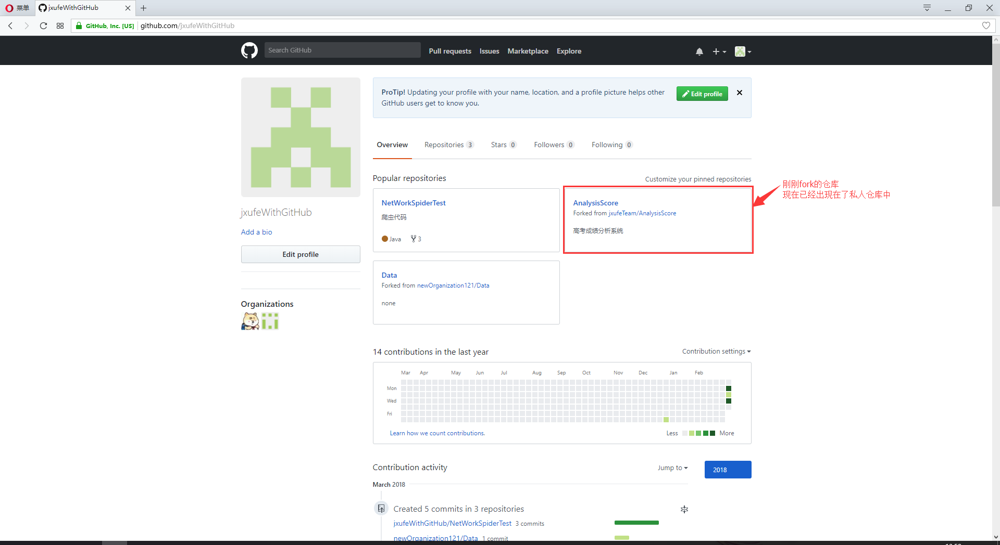 菜单
jxufeWithGitHub
GitHub, Inc. [US]
github.com/jxufeWithGitHub
Search GitHub
Pull requests
Issues
Marketplace
Explore
ProTip! Updating your profile with your name, location, and a profile picture helps other
GitHub users get to know you.
Edit profile
Overview
Repositories 3
Stars 0
Followers 0
Following 0
jxufeWithGitHub
Add a bio
Edit profile
Organizations
Popular repositories
Customize your pinned repositories
NetWorkSpiderTest
爬虫代码
Java
3
AnalysisScore
Forked from jxufeTeam/AnalysisScore
高考成绩分析系统
刚刚fork的仓库
现在已经出现在了私人仓库中
Data
Forked from newOrganization121/Data
none
14 contributions in the last year
Contribution settings
Mar Apr May Jun Jul Aug Sep Oct Nov Dec Jan Feb
Mon
Wed
Fri
Learn how we count contributions.
Less
More
Contribution activity
Jump to
2018
March 2018
Created 5 commits in 3 repositories
jxufeWithGitHub/NetWorkSpiderTest 3 commits
newOrganization121/Data 1 commit